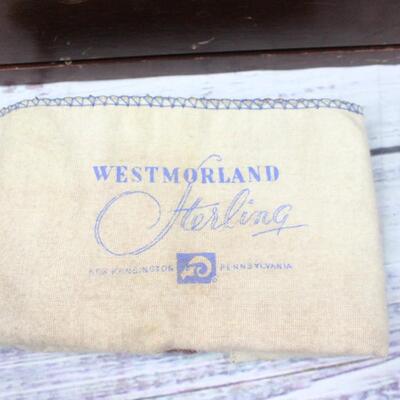 WESTMORLAND
Sterling
NEW KENSINGTON PENNSYLVANIA